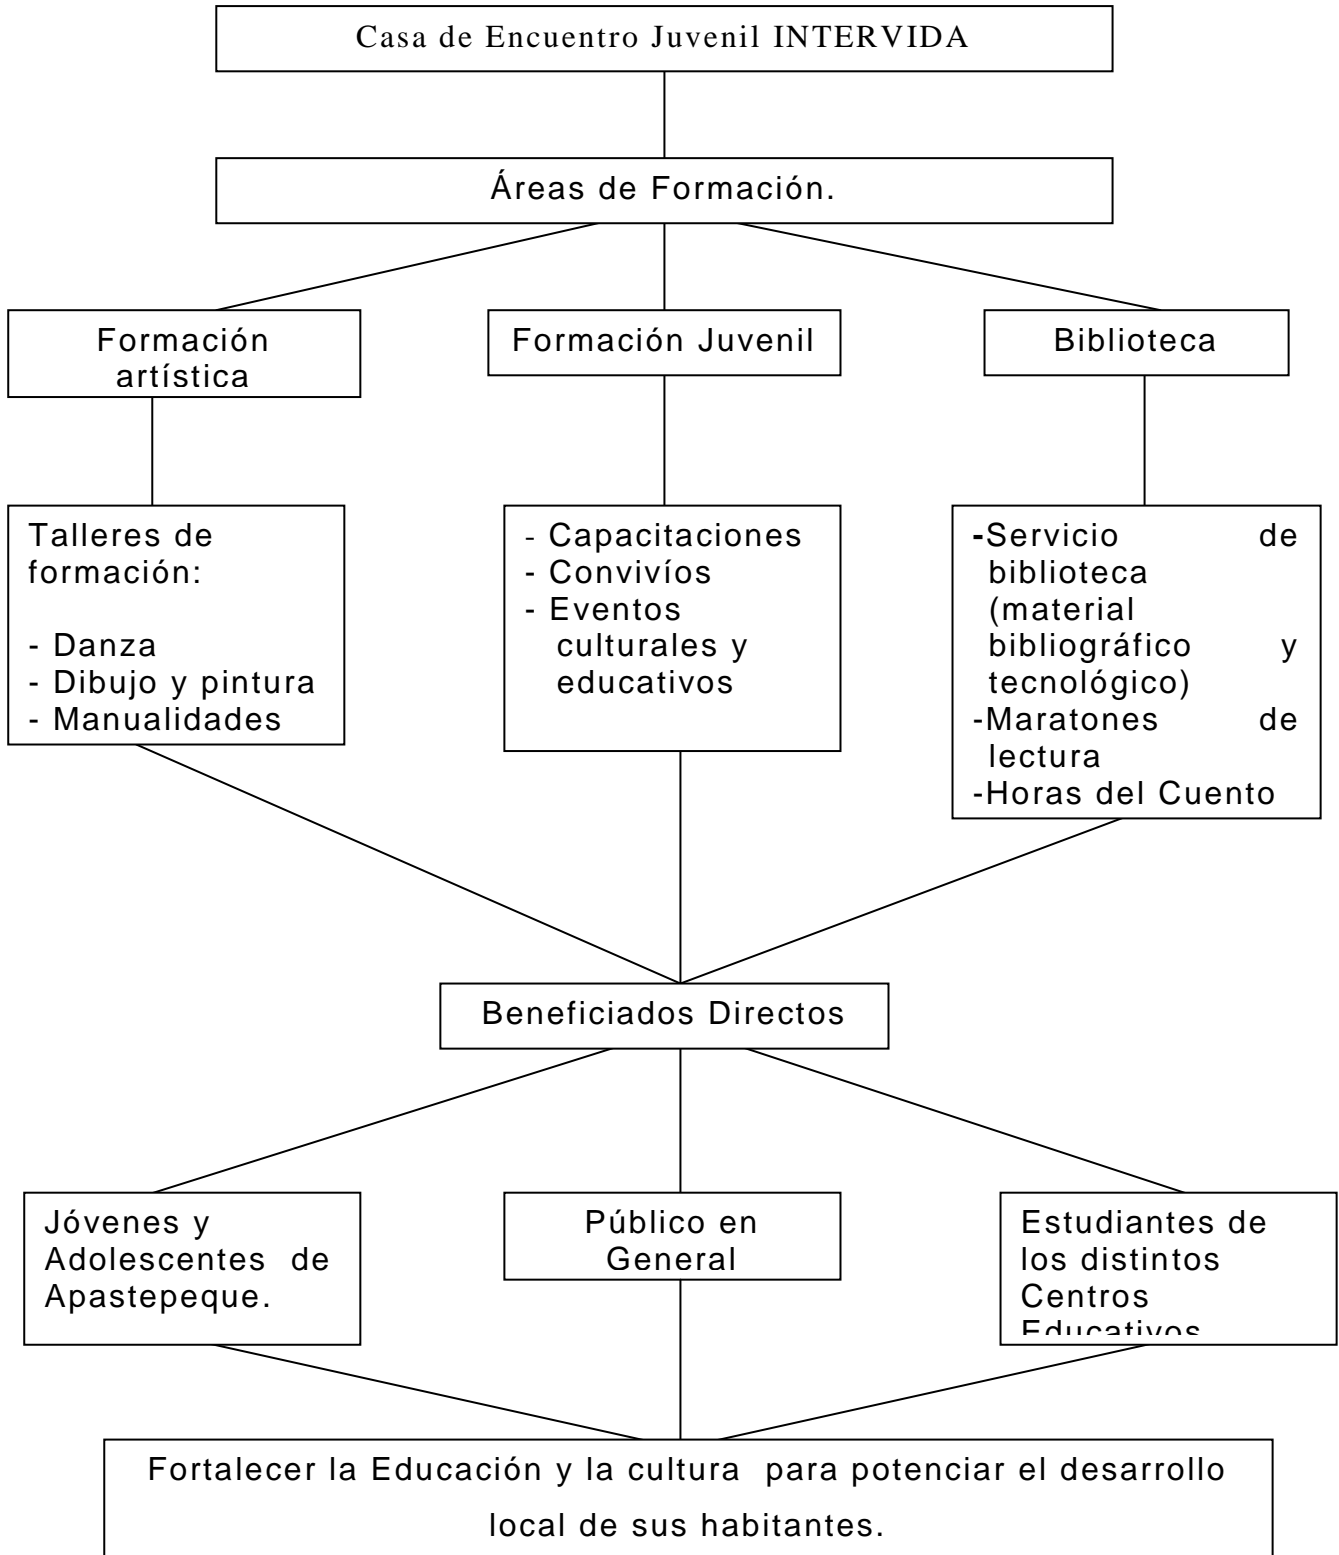 Casa de Encuentro Juvenil INTERVIDA
Áreas de Formación.
Formación
artística
Formación Juvenil
Biblioteca
Talleres de
formación:
- Danza
- Dibujo y pintura
- Manualidades
- Capacitaciones
- Convivíos
- Eventos
culturales y
educativos
-Servicio de
biblioteca
(material
bibliográfico y
tecnológico)
-Maratones de
lectura
-Horas del Cuento
Beneficiados Directos
Jóvenes y
Adolescentes de
Apastepeque.
Público en
General
Estudiantes de
los distintos
Centros
Educativos
Fortalecer la Educación y la cultura para potenciar el desarrollo
local de sus habitantes.